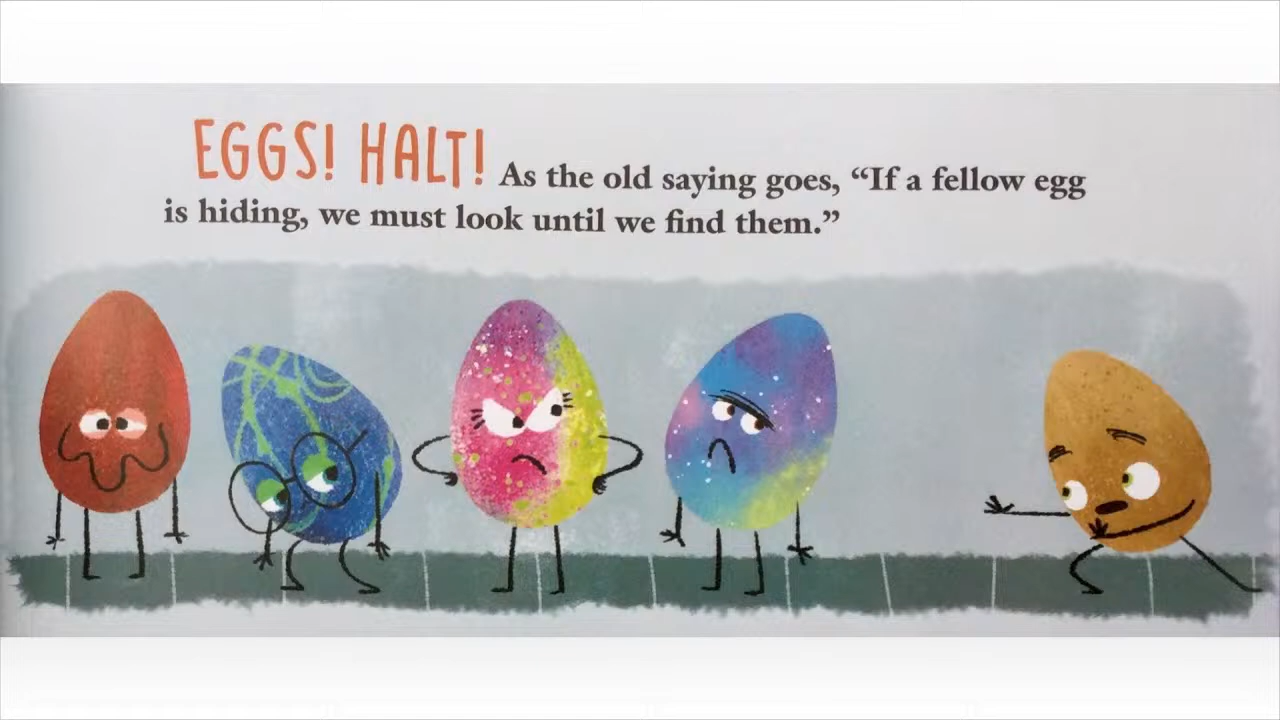 EGGS! HALT! As the old saying goes, “If a fellow egg
is hiding, we must look until we find them.”